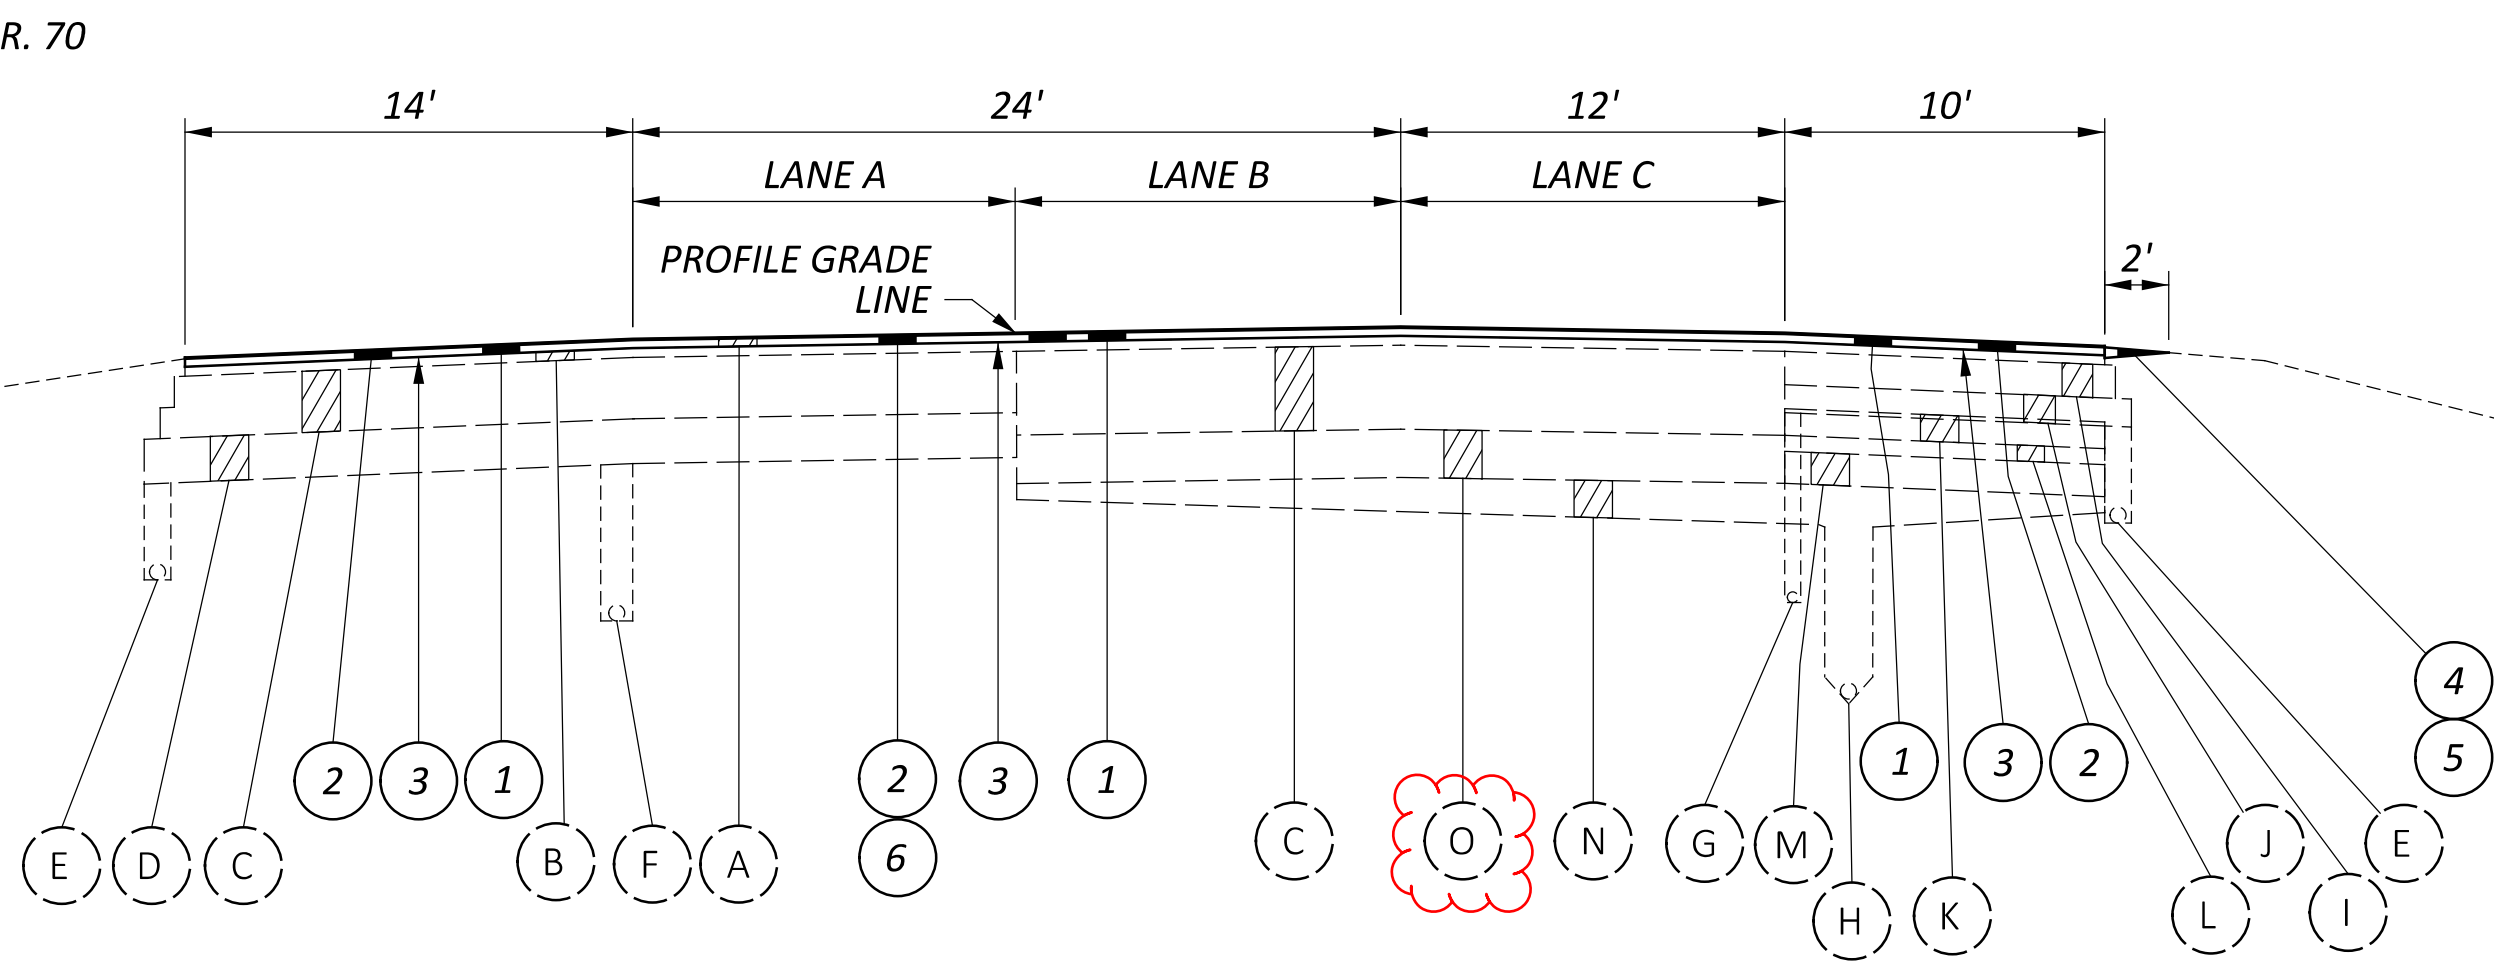 R. 70
14' 24' 12' 10'
LANE A LANE B LANE C
2'
PROFILE GRADE
LINE
4
5
1 3 2
2 3 1 2 3 1
6
E D C B F A C O N G M J E
H K L I